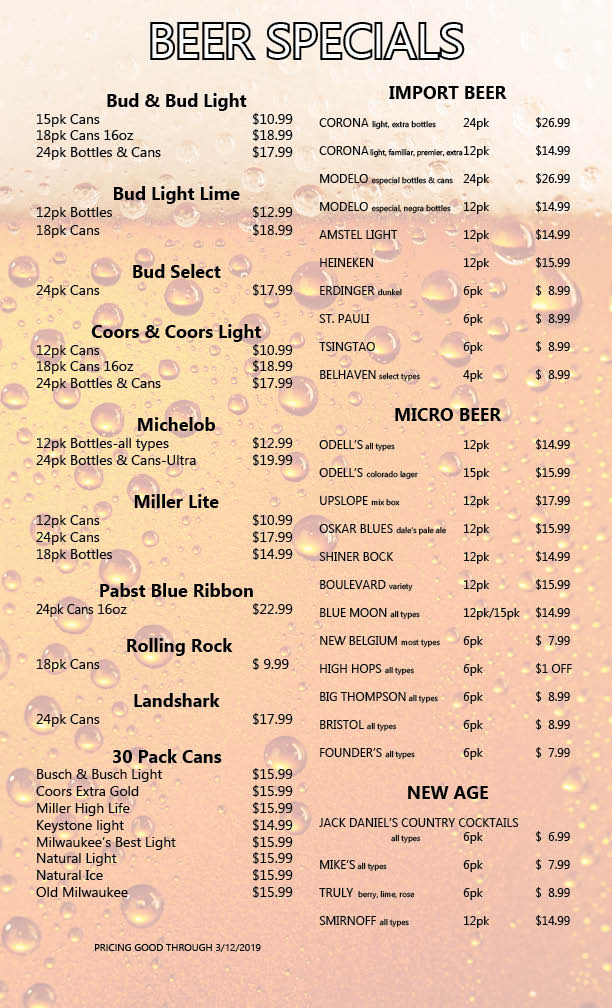 BEER SPECIALS
Bud & Bud Light
15pk Cans $10.99
18pk Cans 16oz $18.99
24pk Bottles & Cans $17.99
Bud Light Lime
12pk Bottles $12.99
18pk Cans $18.99
Bud Select
24pk Cans $17.99
Coors & Coors Light
12pk Cans $10.99
18pk Cans 16oz $18.99
24pk Bottles & Cans $17.99
Michelob
12pk Bottles-all types $12.99
24pk Bottles & Cans-Ultra $19.99
Miller Lite
12pk Cans $10.99
24pk Cans $17.99
18pk Bottles $14.99
Pabst Blue Ribbon
24pk Cans 16oz $22.99
Rolling Rock
18pk Cans $ 9.99
Landshark
24pk Cans $17.99
30 Pack Cans
Busch & Busch Light $15.99
Coors Extra Gold $15.99
Miller High Life $15.99
Keystone light $14.99
Milwaukee's Best Light $15.99
Natural Light $15.99
Natural Ice $15.99
Old Milwaukee $15.99
PRICING GOOD THROUGH 3/12/2019
IMPORT BEER
CORONA light, extra bottles 24pk $26.99
CORONA light, familiar, premier, extra 12pk $14.99
MODELO especial bottles & cans 24pk $26.99
MODELO especial, negra bottles 12pk $14.99
AMSTEL LIGHT 12pk $14.99
HEINEKEN 12pk $15.99
ERDINGER dunkel 6pk $ 8.99
ST. PAULI 6pk $ 8.99
TSINGTAO 6pk $ 8.99
BELHAVEN select types 4pk $ 8.99
MICRO BEER
ODELL'S all types 12pk $14.99
ODELL'S colorado lager 15pk $15.99
UPSLOPE mix box 12pk $17.99
OSKAR BLUES dale's pale ale 12pk $15.99
SHINER BOCK 12pk $14.99
BOULEVARD variety 12pk $15.99
BLUE MOON all types 12pk/15pk $14.99
NEW BELGIUM most types 6pk $ 7.99
HIGH HOPS all types 6pk $1 OFF
BIG THOMPSON all types 6pk $ 8.99
BRISTOL all types 6pk $ 8.99
FOUNDER'S all types 6pk $ 7.99
NEW AGE
JACK DANIEL'S COUNTRY COCKTAILS
all types 6pk $ 6.99
MIKE'S all types 6pk $ 7.99
TRULY berry, lime, rose 6pk $ 8.99
SMIRNOFF all types 12pk $14.99